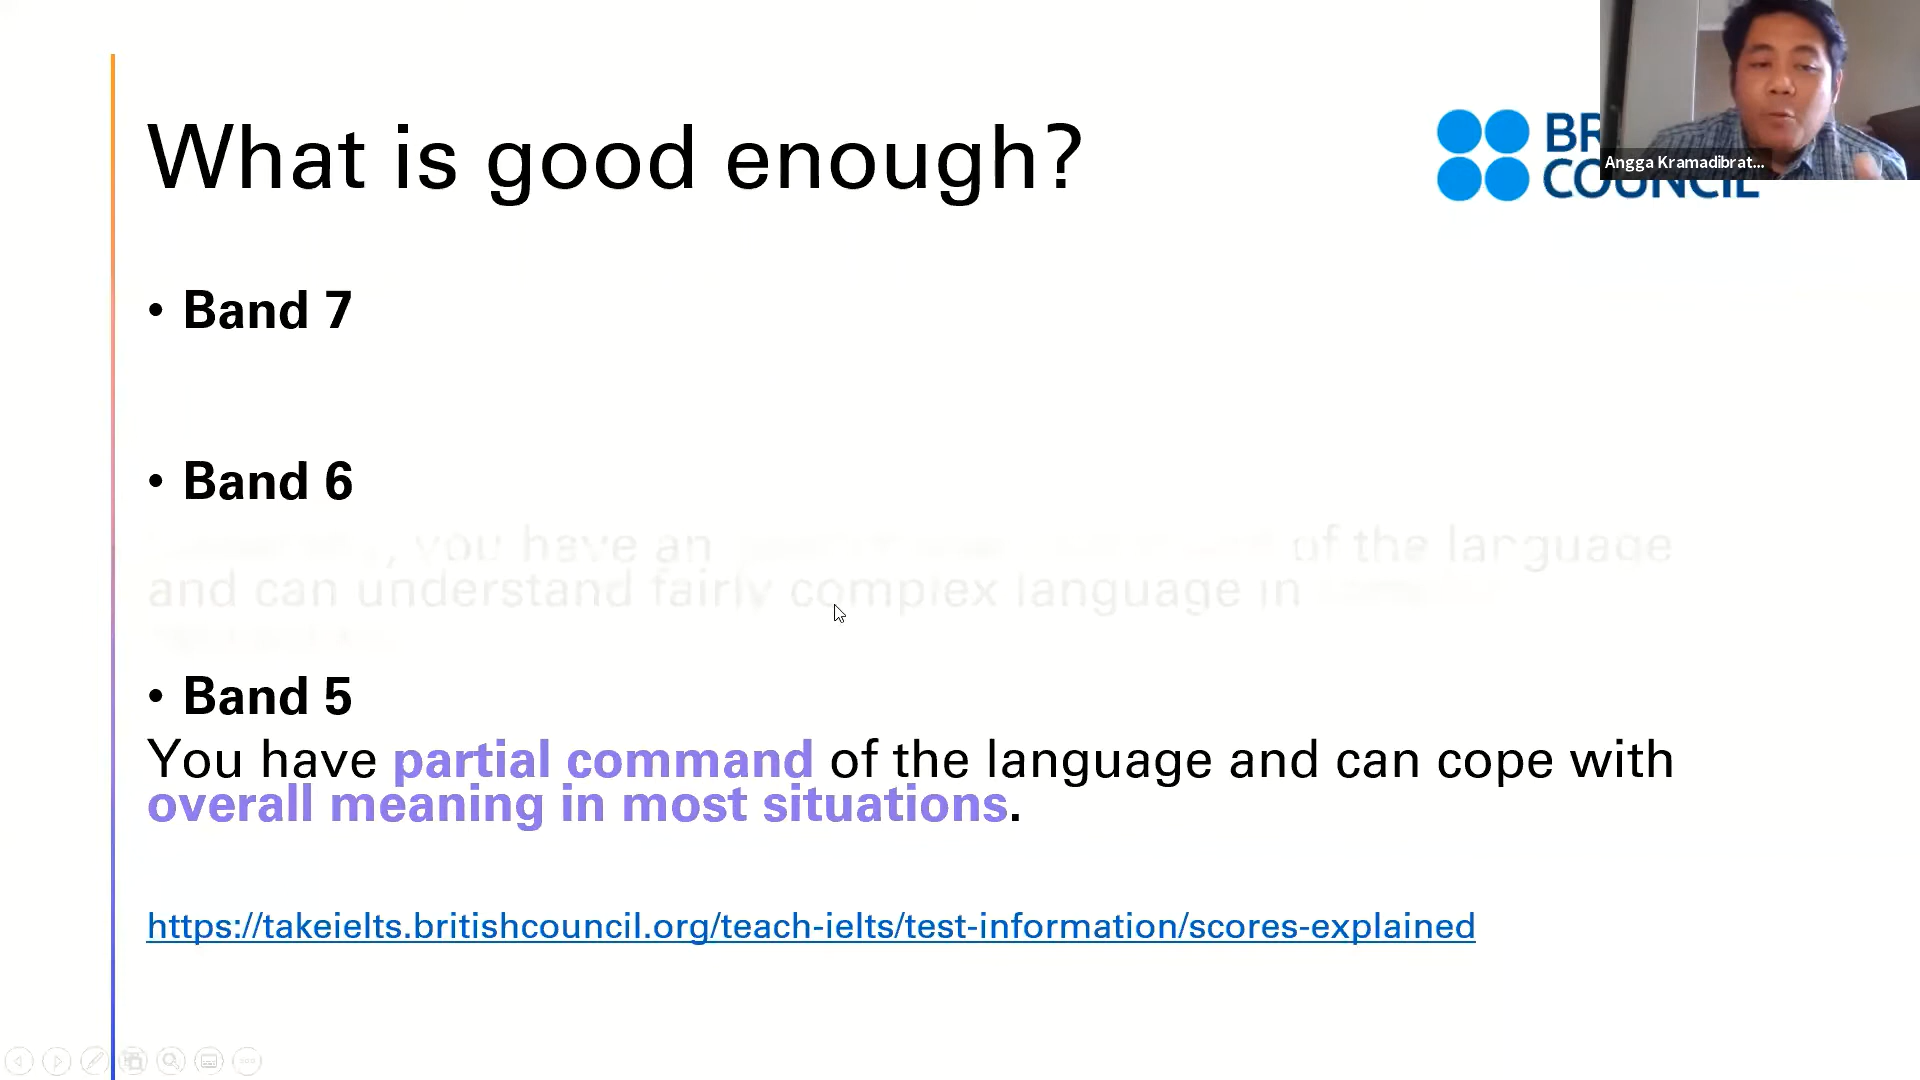 What is good enough?
BR
COUNCIL
Angga Kramadibrat...
• Band 7
• Band 6
, you have an of the language
and can understand fairly complex language in
• Band 5
You have partial command of the language and can cope with
overall meaning in most situations.
https://takeielts.britishcouncil.org/teach-ielts/test-information/scores-explained